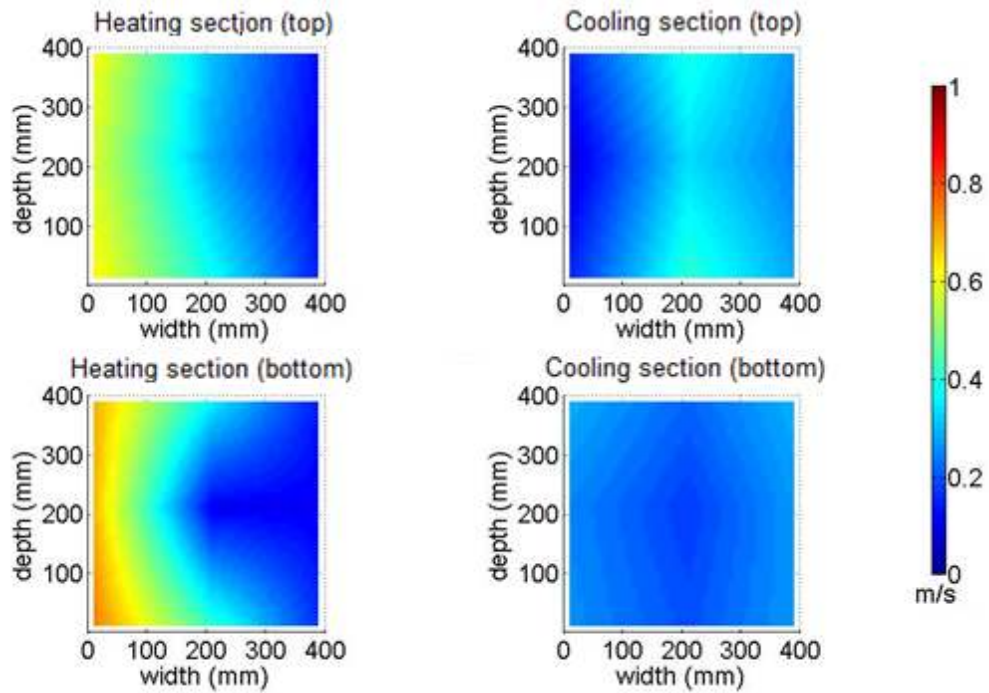 Heating section (top)
400
300
200
100
depth (mm)
0 100 200 300 400
width (mm)
Cooling section (top)
400
300
200
100
depth (mm)
0 100 200 300 400
width (mm)
Heating section (bottom)
400
300
200
100
depth (mm)
0 100 200 300 400
width (mm)
Cooling section (bottom)
400
300
200
100
depth (mm)
0 100 200 300 400
width (mm)
1
0.8
0.6
0.4
0.2
0
m/s